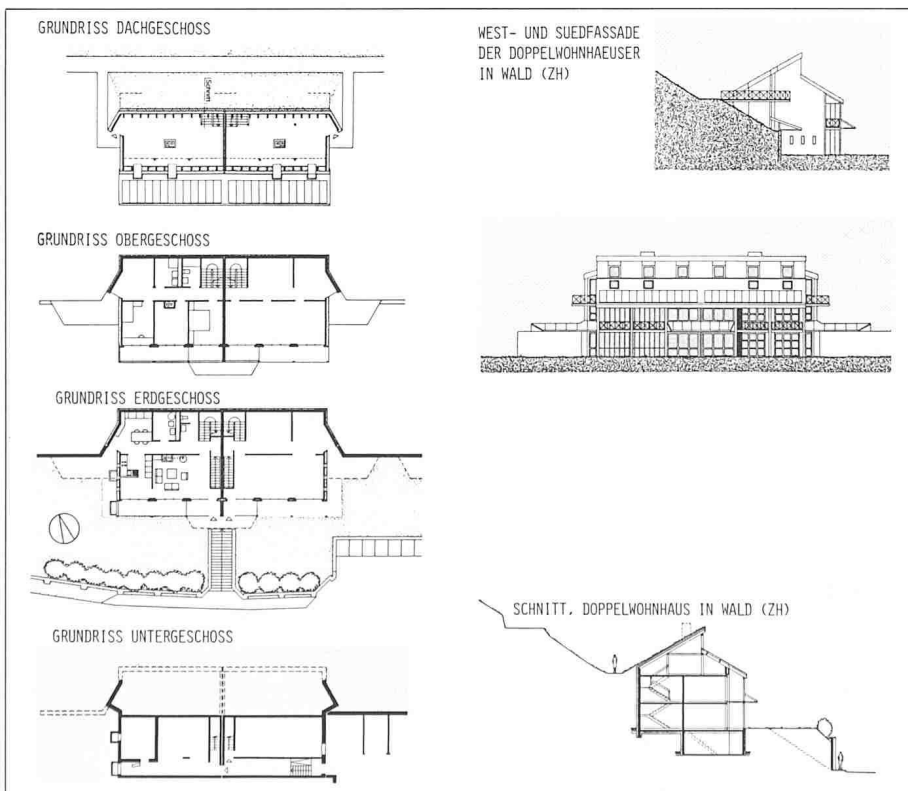 GRUNDRISS DACHGESCHOSS
WEST- UND SUEDFASSADE
DER DOPPELWOHNHAEUSER
IN WALD (ZH)
GRUNDRISS OBERGESCHOSS
GRUNDRISS ERDGESCHOSS
GRUNDRISS UNTERGESCHOSS
SCHNITT, DOPPELWOHNHAUS IN WALD (ZH)